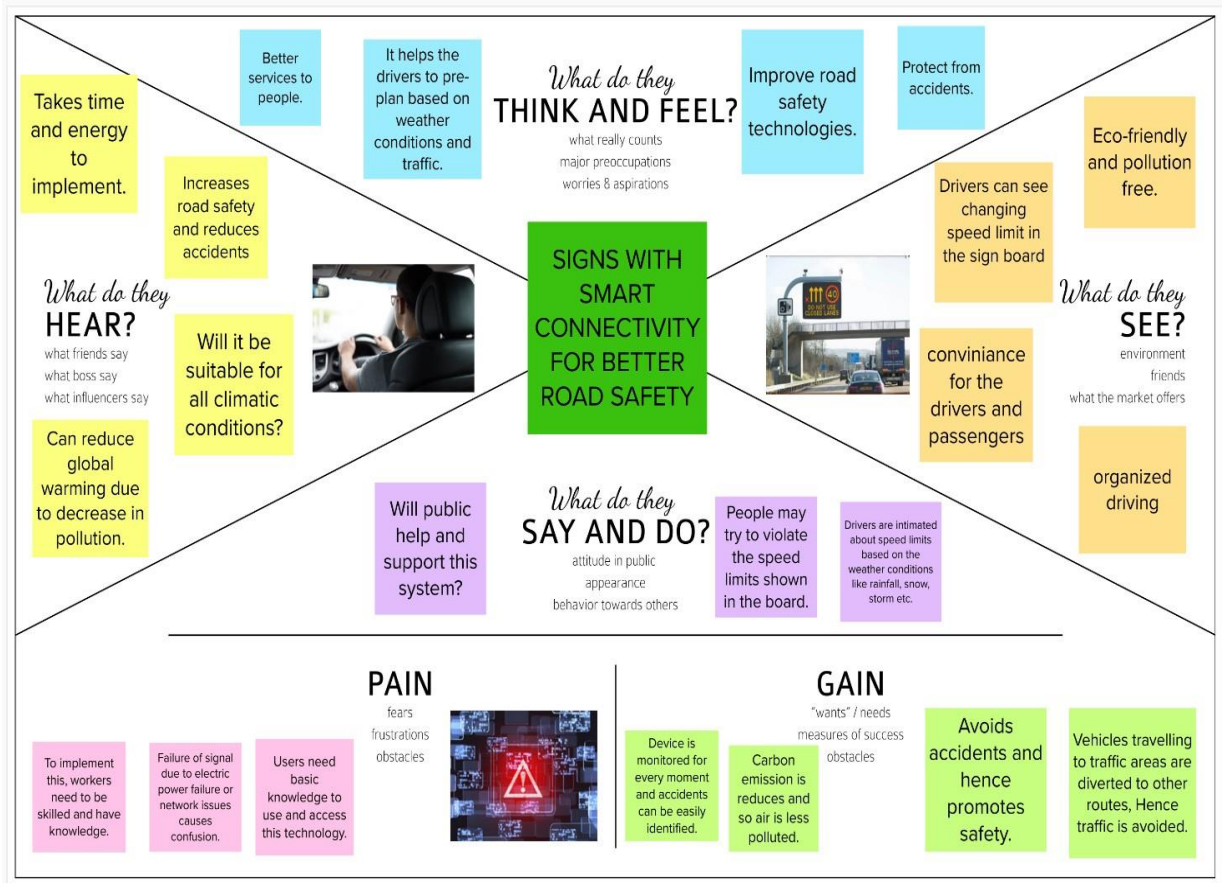 What do they
THINK AND FEEL?
what really counts
major preoccupations
worries & aspirations
Better
services to
people.
It helps the
drivers to pre-
plan based on
weather
conditions and
traffic.
Improve road
safety
technologies.
Protect from
accidents.
Takes time
and energy
to
implement.
Increases
road safety
and reduces
accidents
What do they
HEAR?
what friends say
what boss say
what influencers say
Will it be
suitable for
all climatic
conditions?
Can reduce
global
warming due
to decrease in
pollution.
SIGNS WITH
SMART
CONNECTIVITY
FOR BETTER
ROAD SAFETY
40
DO NOT USE
CLOSED LANES
Eco-friendly
and pollution
free.
Drivers can see
changing
speed limit in
the sign board
What do they
SEE?
environment
friends
what the market offers
conviniance
for the
drivers and
passengers
organized
driving
What do they
SAY AND DO?
attitude in public
appearance
behavior towards others
Will public
help and
support this
system?
People may
try to violate
the speed
limits shown
in the board.
Drivers are intimated
about speed limits
based on the
weather conditions
like rainfall, snow,
storm etc.
PAIN
fears
frustrations
obstacles
To implement
this, workers
need to be
skilled and have
knowledge.
Failure of signal
due to electric
power failure or
network issues
causes
confusion.
Users need
basic
knowledge to
use and access
this technology.
GAIN
"wants" / needs
measures of success
obstacles
Device is
monitored for
every moment
and accidents
can be easily
identified.
Carbon
emission is
reduces and
so air is less
polluted.
Avoids
accidents and
hence
promotes
safety.
Vehicles travelling
to traffic areas are
diverted to other
routes, Hence
traffic is avoided.